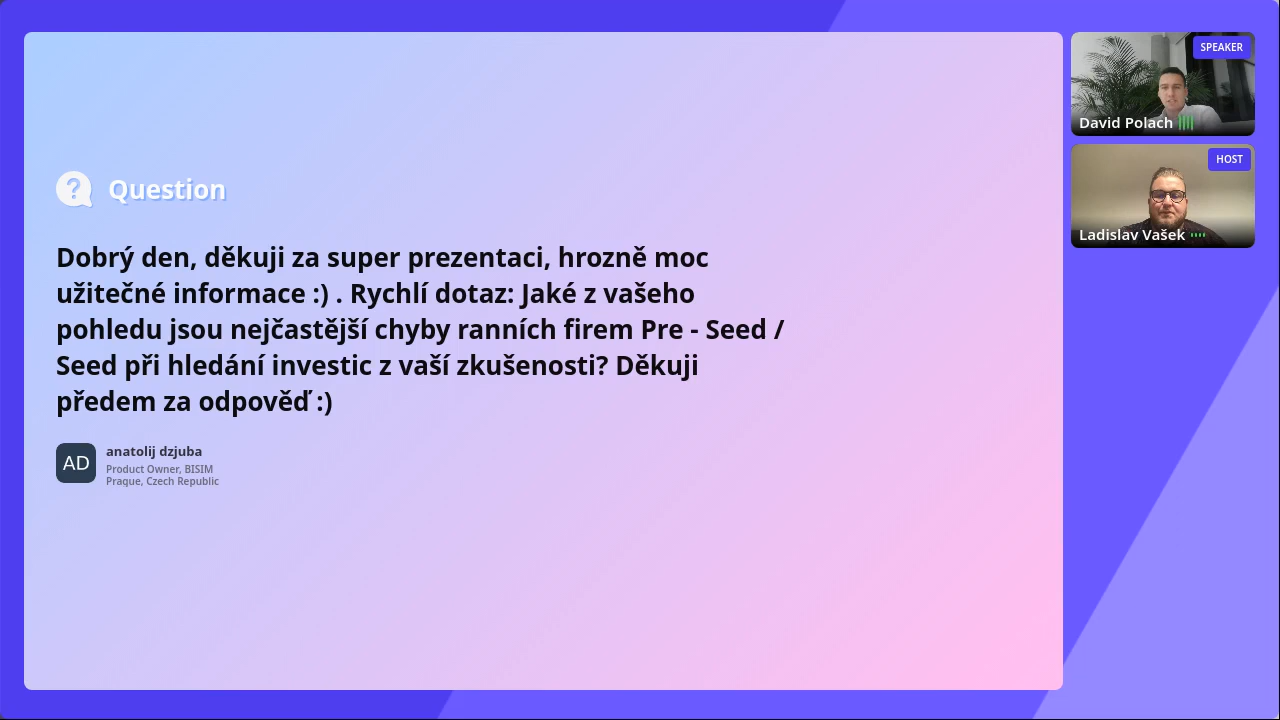 Question
Dobrý den, děkuji za super prezentaci, hrozně moc
užitečné informace :) . Rychlí dotaz: Jaké z vašeho
pohledu jsou nejčastější chyby ranních firem Pre - Seed /
Seed při hledání investic z vaší zkušenosti? Děkuji
předem za odpověď :)
AD
anatolij dzjuba
Product Owner, BISIM
Prague, Czech Republic
SPEAKER
David Polach
HOST
Ladislav Vašek